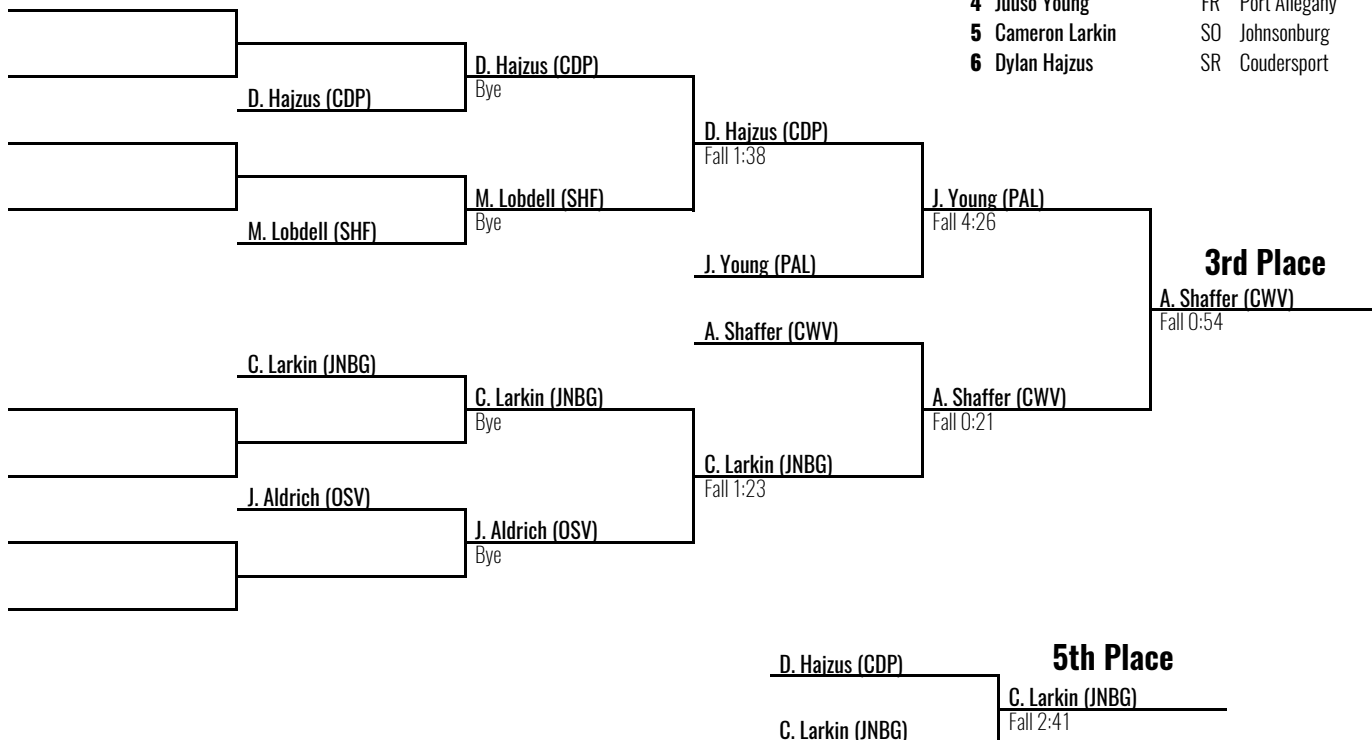 4 Juuso Young FR Port Allegany
5 Cameron Larkin SO Johnsonburg
6 Dylan Hajzus SR Coudersport
D. Hajzus (CDP)
Bye
D. Hajzus (CDP)
D. Hajzus (CDP)
Fall 1:38
M. Lobdell (SHF)
Bye
M. Lobdell (SHF)
J. Young (PAL)
Fall 4:26
J. Young (PAL)
3rd Place
A. Shaffer (CWV)
Fall 0:54
A. Shaffer (CWV)
C. Larkin (JNBG)
C. Larkin (JNBG)
Bye
A. Shaffer (CWV)
Fall 0:21
C. Larkin (JNBG)
Fall 1:23
J. Aldrich (OSV)
J. Aldrich (OSV)
Bye
5th Place
D. Hajzus (CDP)
C. Larkin (JNBG)
Fall 2:41
C. Larkin (JNBG)